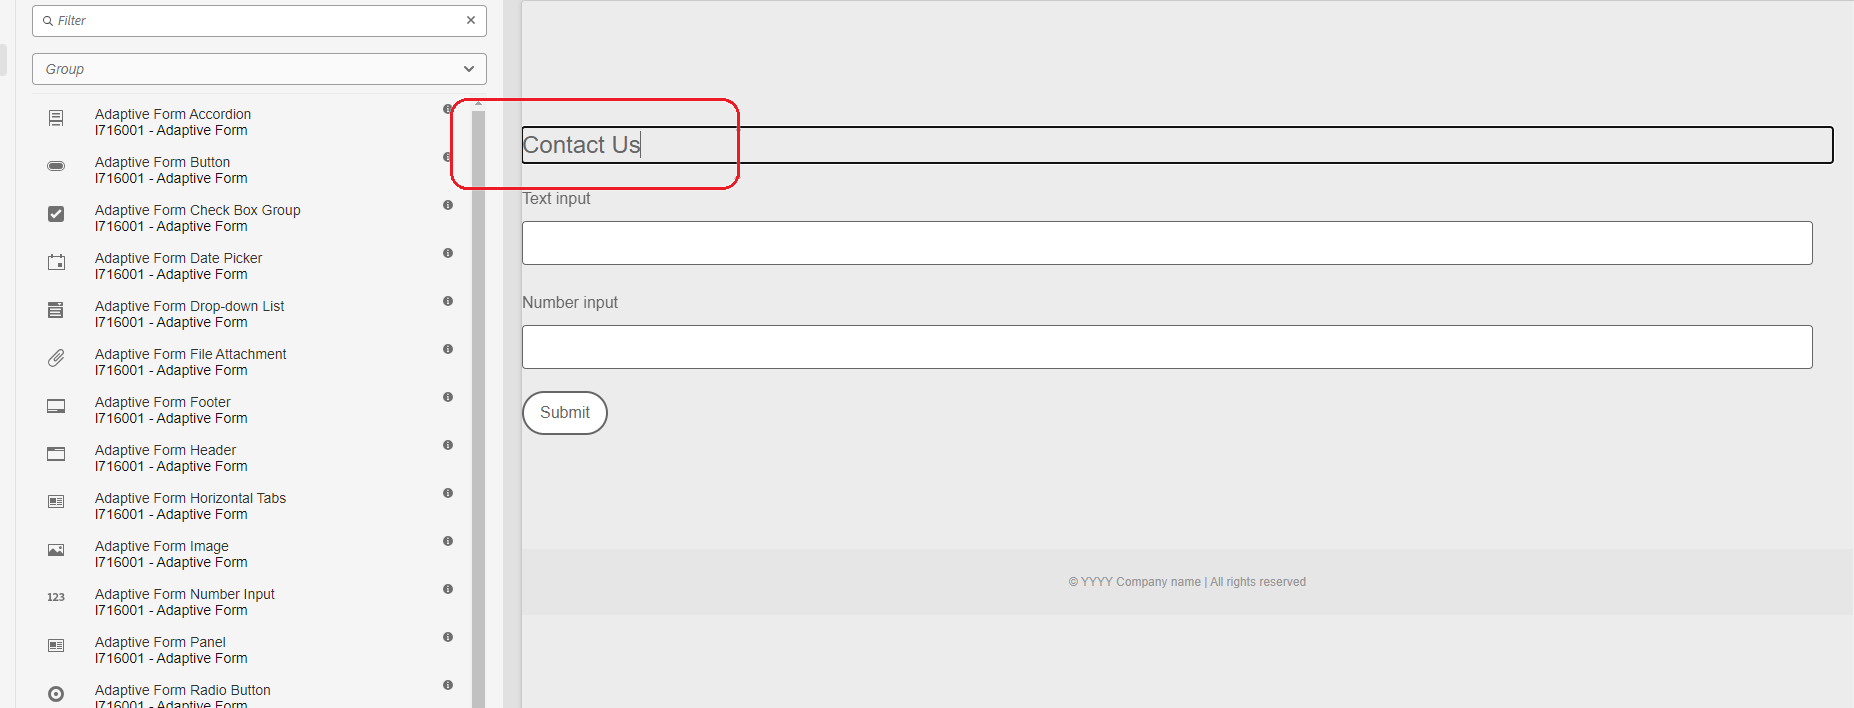 Filter
Group
Adaptive Form Accordion
I716001 - Adaptive Form
Adaptive Form Button
I716001 - Adaptive Form
Adaptive Form Check Box Group
I716001 - Adaptive Form
Adaptive Form Date Picker
I716001 - Adaptive Form
Adaptive Form Drop-down List
I716001 - Adaptive Form
Adaptive Form File Attachment
I716001 - Adaptive Form
Adaptive Form Footer
I716001 - Adaptive Form
Adaptive Form Header
I716001 - Adaptive Form
Adaptive Form Horizontal Tabs
I716001 - Adaptive Form
Adaptive Form Image
I716001 - Adaptive Form
123
Adaptive Form Number Input
I716001 - Adaptive Form
Adaptive Form Panel
I716001 - Adaptive Form
Adaptive Form Radio Button
I716001 - Adaptive Form
Contact Us
Text input
Number input
Submit
© YYYY Company name | All rights reserved